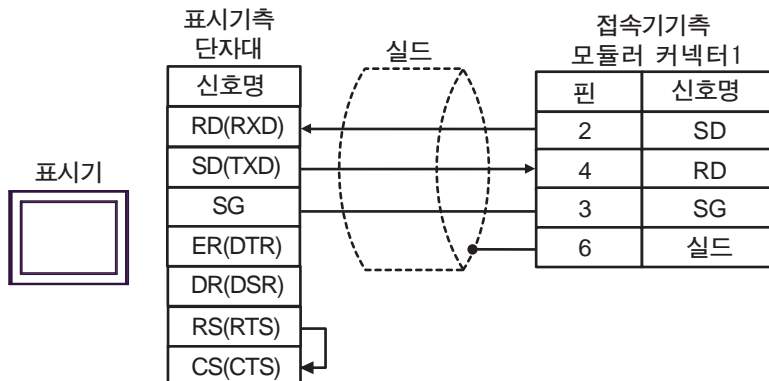 표시기측
단자대
실드
접속기기측
모듈러 커넥터1
표시기
신호명
RD(RXD)
SD(TXD)
SG
ER(DTR)
DR(DSR)
RS(RTS)
CS(CTS)
핀 신호명
2 SD
4 RD
3 SG
6 실드